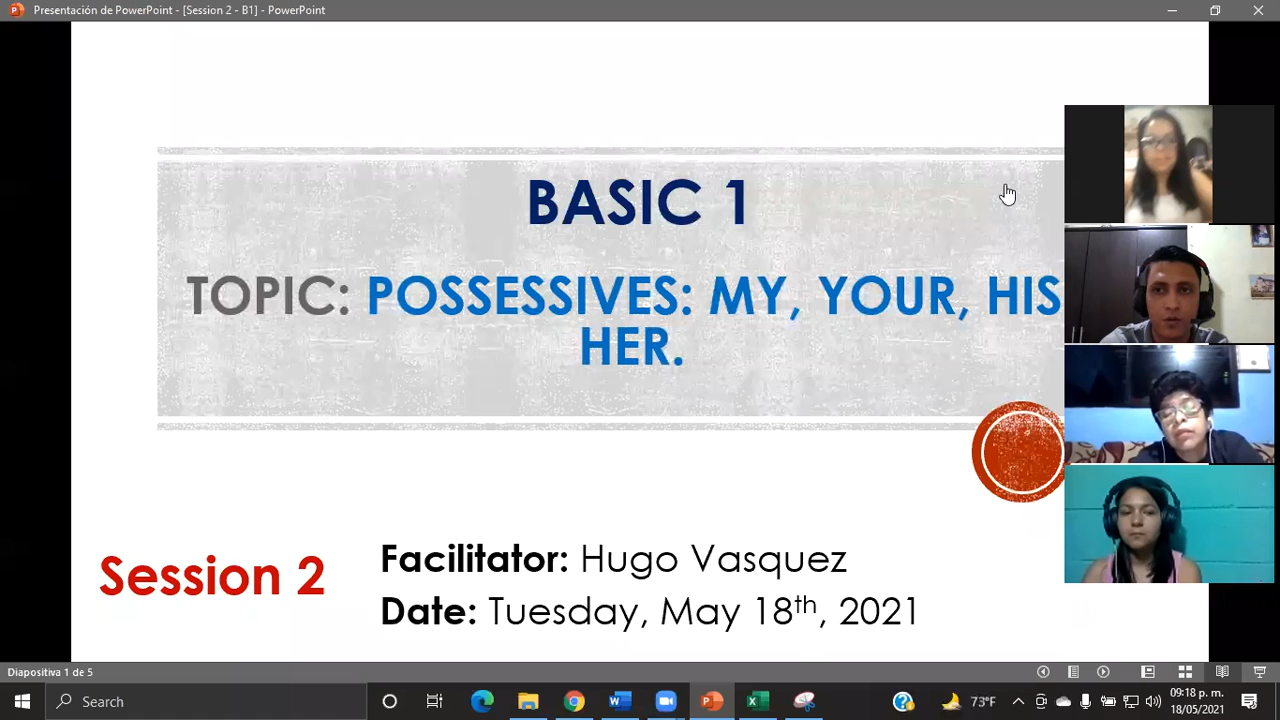 Presentación de PowerPoint - [Session 2 - B1] - PowerPoint
BASIC 1
TOPIC: POSSESSIVES: MY, YOUR, HIS
HER.
Session 2
Facilitator: Hugo Vasquez
Date: Tuesday, May 18th, 2021
Diapositiva 1 de 5
Search
73°F
09:18 p. m.
18/05/2021